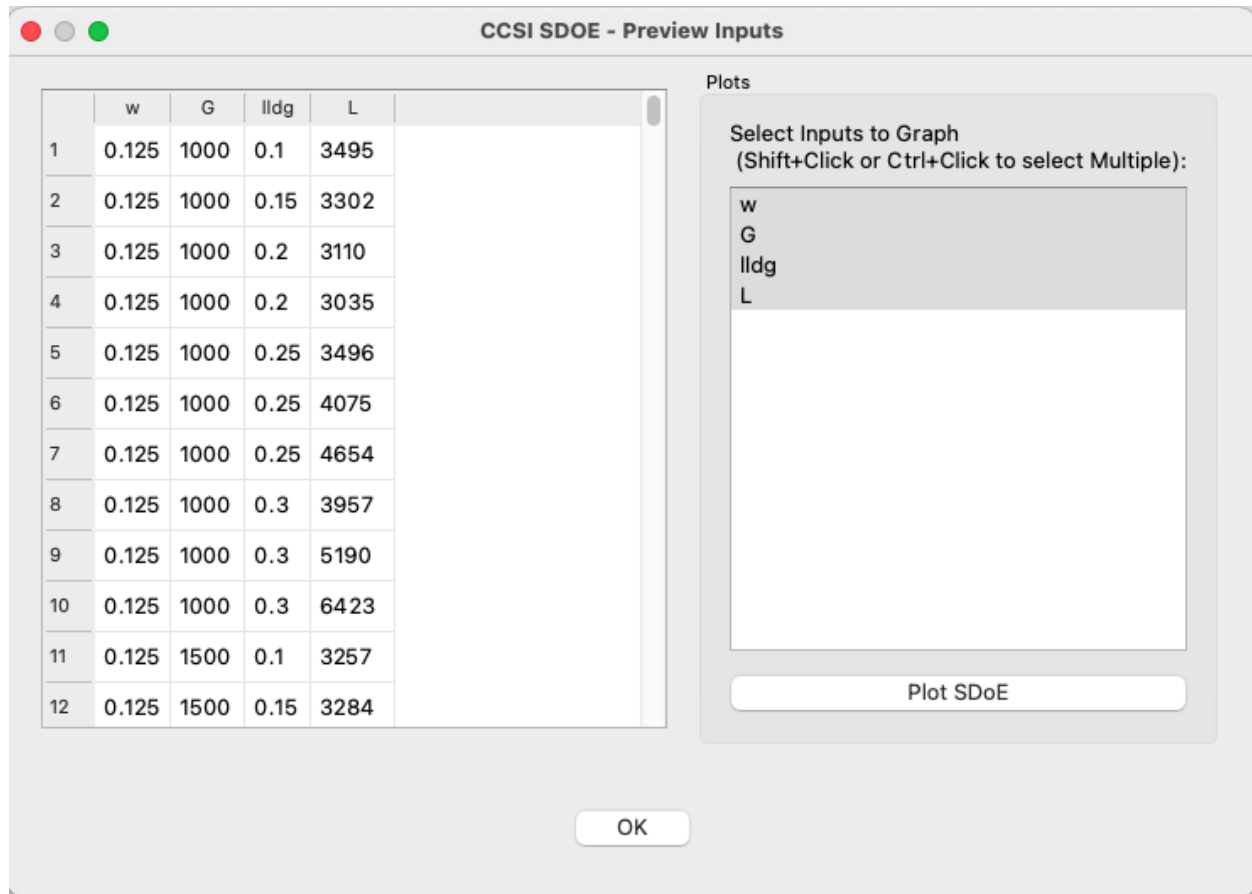 CCSI SDOE - Preview Inputs
w G lldg L
1 0.125 1000 0.1 3495
2 0.125 1000 0.15 3302
3 0.125 1000 0.2 3110
4 0.125 1000 0.2 3035
5 0.125 1000 0.25 3496
6 0.125 1000 0.25 4075
7 0.125 1000 0.25 4654
8 0.125 1000 0.3 3957
9 0.125 1000 0.3 5190
10 0.125 1000 0.3 6423
11 0.125 1500 0.1 3257
12 0.125 1500 0.15 3284
Plots
Select Inputs to Graph
(Shift+Click or Ctrl+Click to select Multiple):
w
G
lldg
L
Plot SDoE
OK